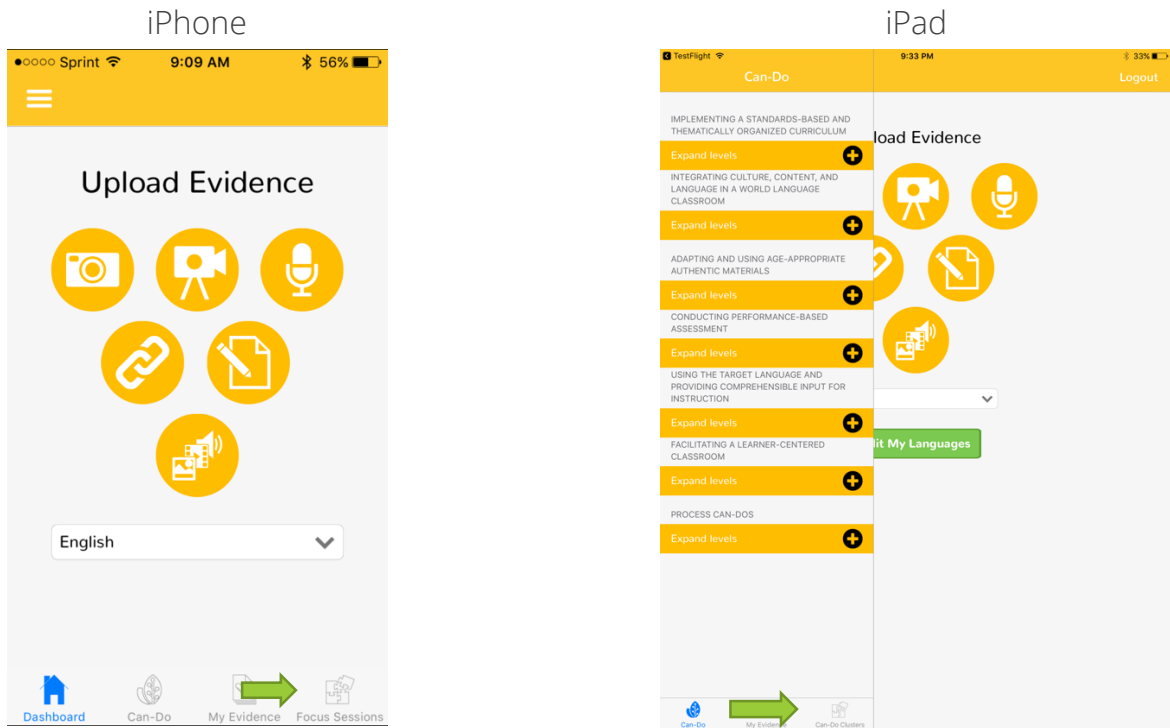 iPhone
iPad
Sprint 9:09 AM 56%
Upload Evidence
English
Dashboard Can-Do My Evidence Focus Sessions
TestFlight 9:33 PM 33%
Can-Do Logout
IMPLEMENTING A STANDARDS-BASED AND
THEMATICALLY ORGANIZED CURRICULUM
Expand levels
INTEGRATING CULTURE, CONTENT, AND
LANGUAGE IN A WORLD LANGUAGE
CLASSROOM
Expand levels
ADAPTING AND USING AGE-APPROPRIATE
AUTHENTIC MATERIALS
Expand levels
CONDUCTING PERFORMANCE-BASED
ASSESSMENT
Expand levels
USING THE TARGET LANGUAGE AND
PROVIDING COMPREHENSIBLE INPUT FOR
INSTRUCTION
Expand levels
FACILITATING A LEARNER-CENTERED
CLASSROOM
Expand levels
PROCESS CAN-DOS
Expand levels
load Evidence
lit My Languages
Can-Do My Evidence Can-Do Clusters